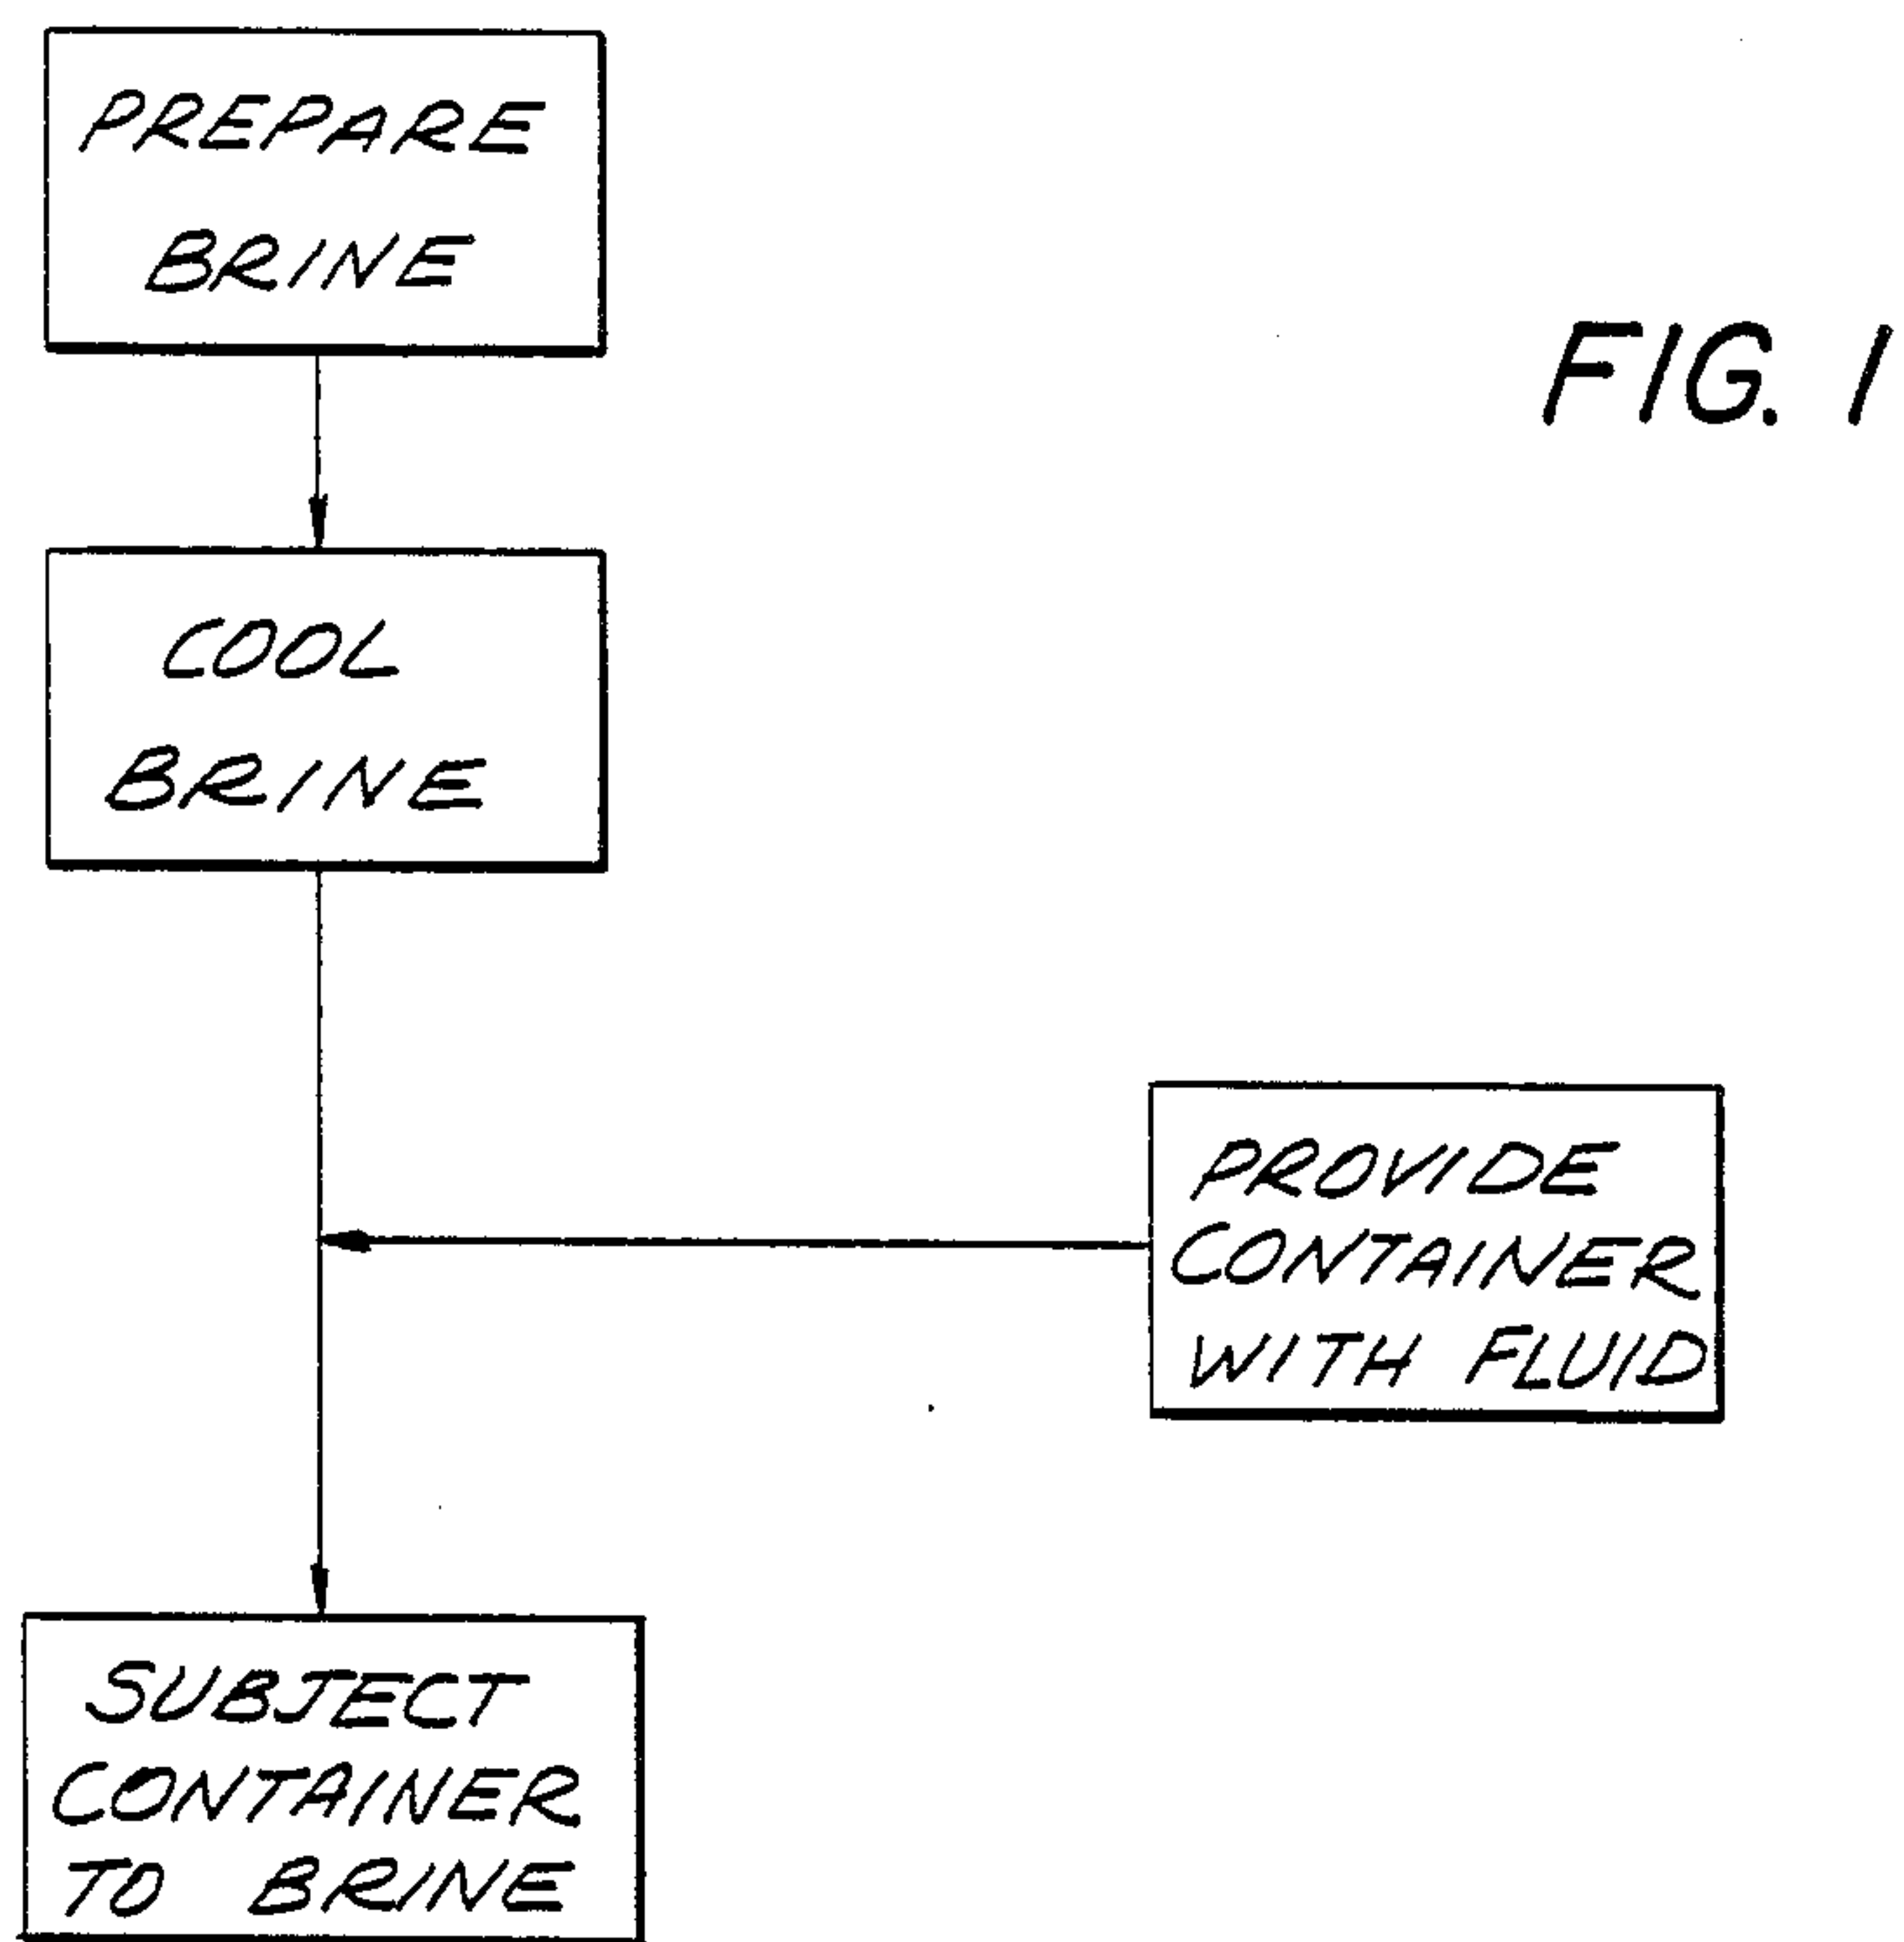 PREPARE
BRINE
FIG. 1
COOL
BRINE
PROVIDE
CONTAINER
WITH FLUID
SUBJECT
CONTAINER
TO BRINE